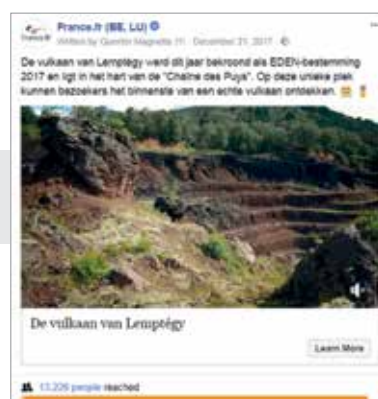 France.fr (BE, LU)
Written by Quentin Magnette · December 21, 2017 ·
De vulkaan van Lemptégy werd dit jaar bekroond als EDEN-bestemming
2017 en ligt in het hart van de "Chaîne des Puys". Op deze unieke plek
kunnen bezoekers het binnenste van een echte vulkaan ontdekken.
De vulkaan van Lemptégy
Learn More
people reached